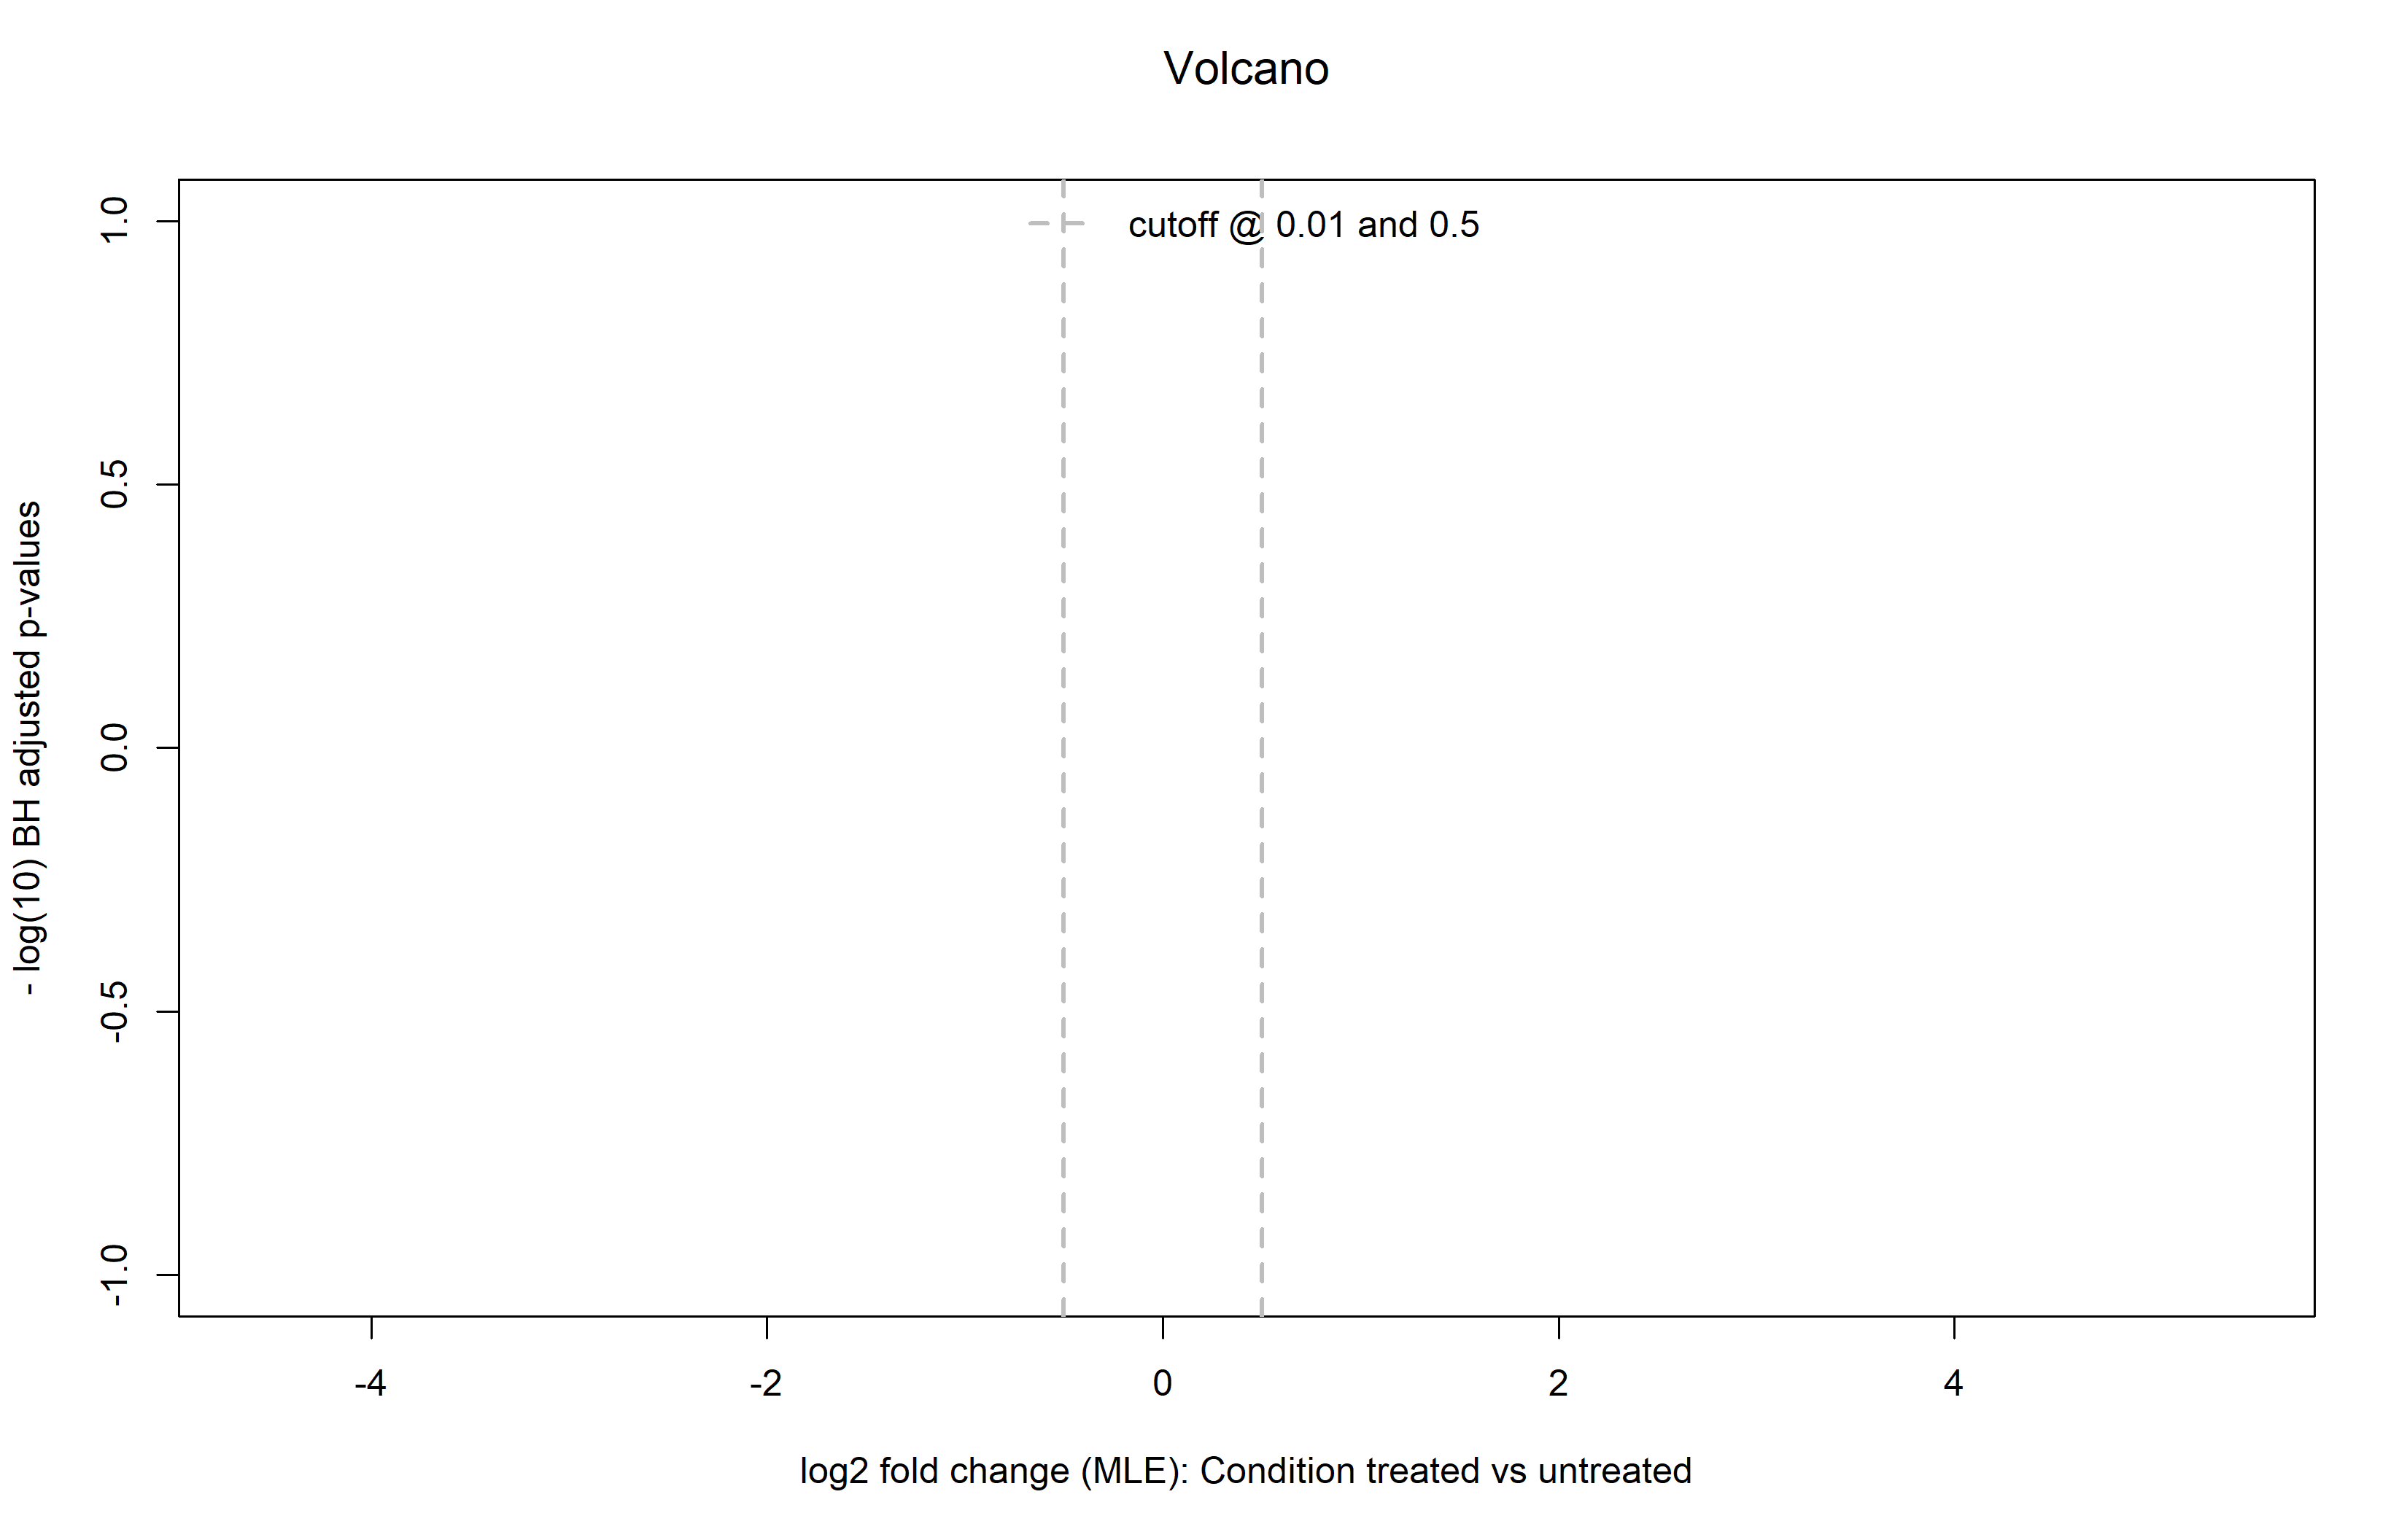 Volcano
cutoff @ 0.01 and 0.5
- log(10) BH adjusted p-values
1.0
0.5
0.0
-0.5
-1.0
-4 -2 0 2 4
log2 fold change (MLE): Condition treated vs untreated